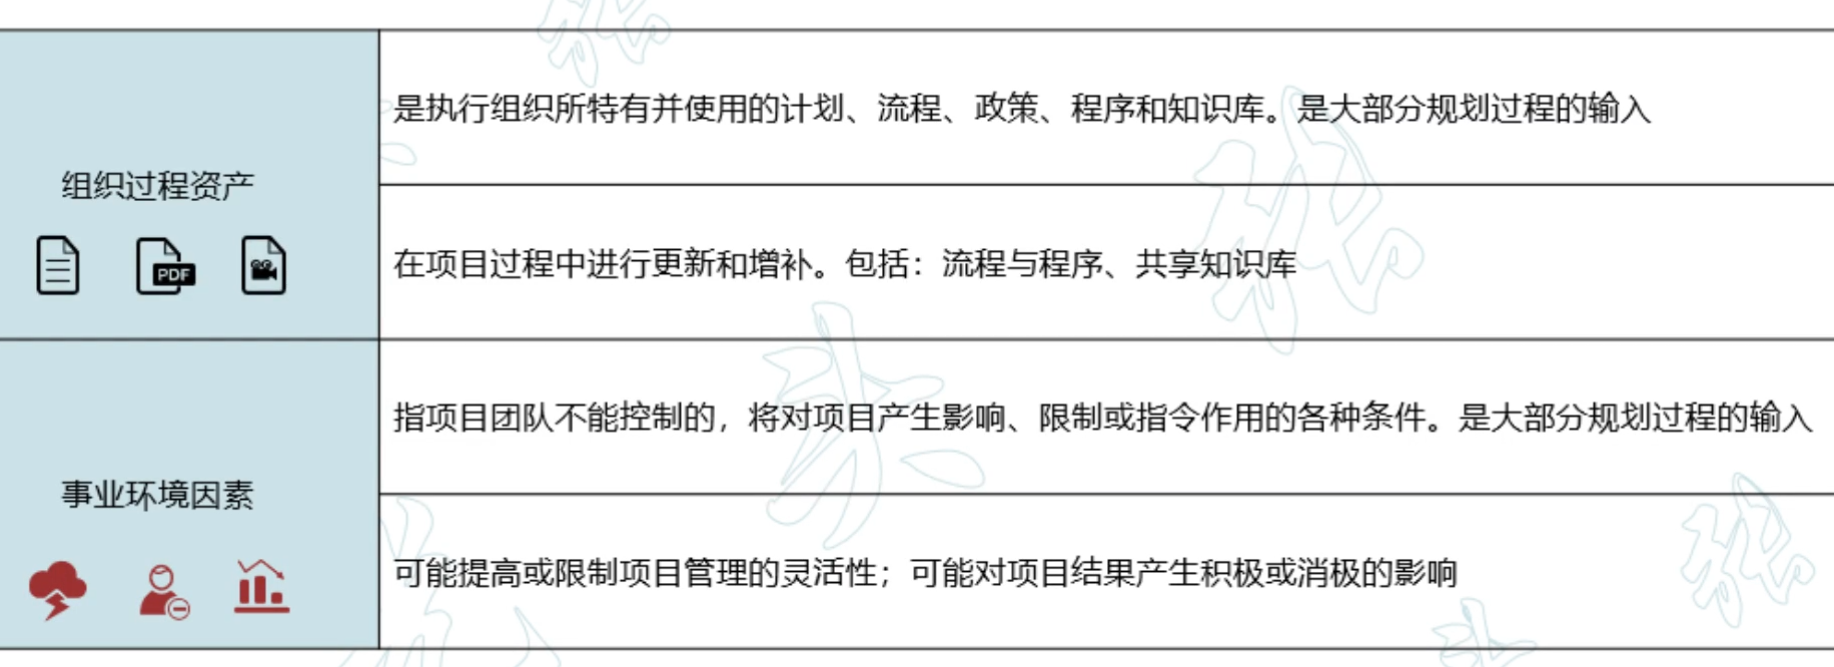 组织过程资产
PDF
是执行组织所特有并使用的计划、流程、政策、程序和知识库。是大部分规划过程的输入
在项目过程中进行更新和增补。包括：流程与程序、共享知识库
事业环境因素
指项目团队不能控制的，将对项目产生影响、限制或指令作用的各种条件。是大部分规划过程的输入
可能提高或限制项目管理的灵活性；可能对项目结果产生积极或消极的影响